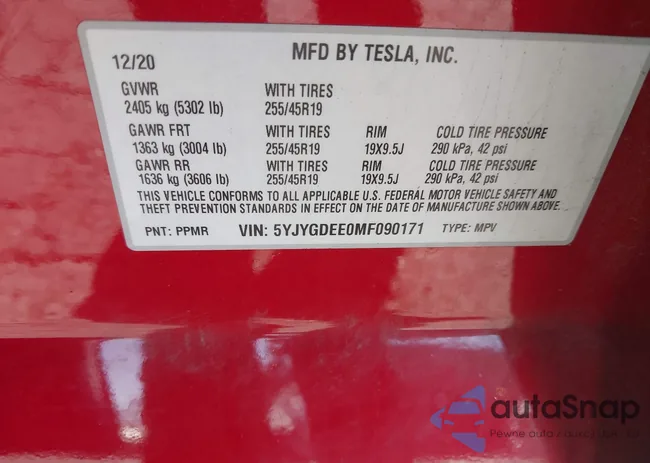 12/20 MFD BY TESLA, INC.
GVWR WITH TIRES
2405 kg (5302 lb) 255/45R19
GAWR FRT WITH TIRES RIM COLD TIRE PRESSURE
1363 kg (3004 lb) 255/45R19 19X9.5J 290 kPa, 42 psi
GAWR RR WITH TIRES RIM COLD TIRE PRESSURE
1636 kg (3606 lb) 255/45R19 19X9.5J 290 kPa, 42 psi
THIS VEHICLE CONFORMS TO ALL APPLICABLE U.S. FEDERAL MOTOR VEHICLE SAFETY AND
THEFT PREVENTION STANDARDS IN EFFECT ON THE DATE OF MANUFACTURE SHOWN ABOVE.
PNT: PPMR VIN: 5YJYGDEE0MF090171 TYPE: MPV
autaSnap
Pewne auta